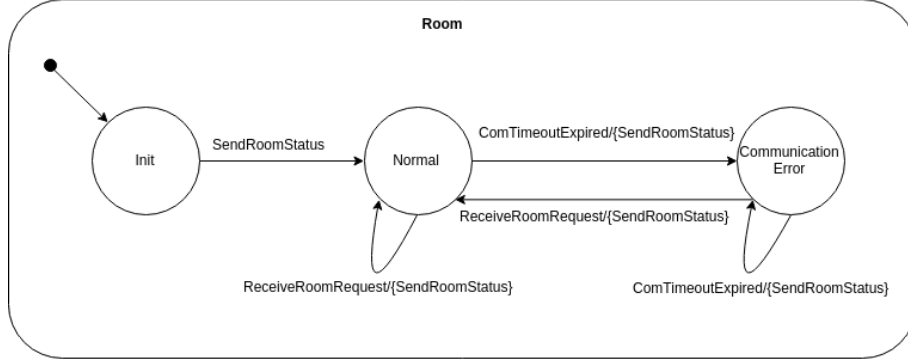 Room
Init
SendRoomStatus
Normal
ComTimeoutExpired/{SendRoomStatus}
Communication
Error
ReceiveRoomRequest/{SendRoomStatus}
ReceiveRoomRequest/{SendRoomStatus}
ComTimeoutExpired/{SendRoomStatus}